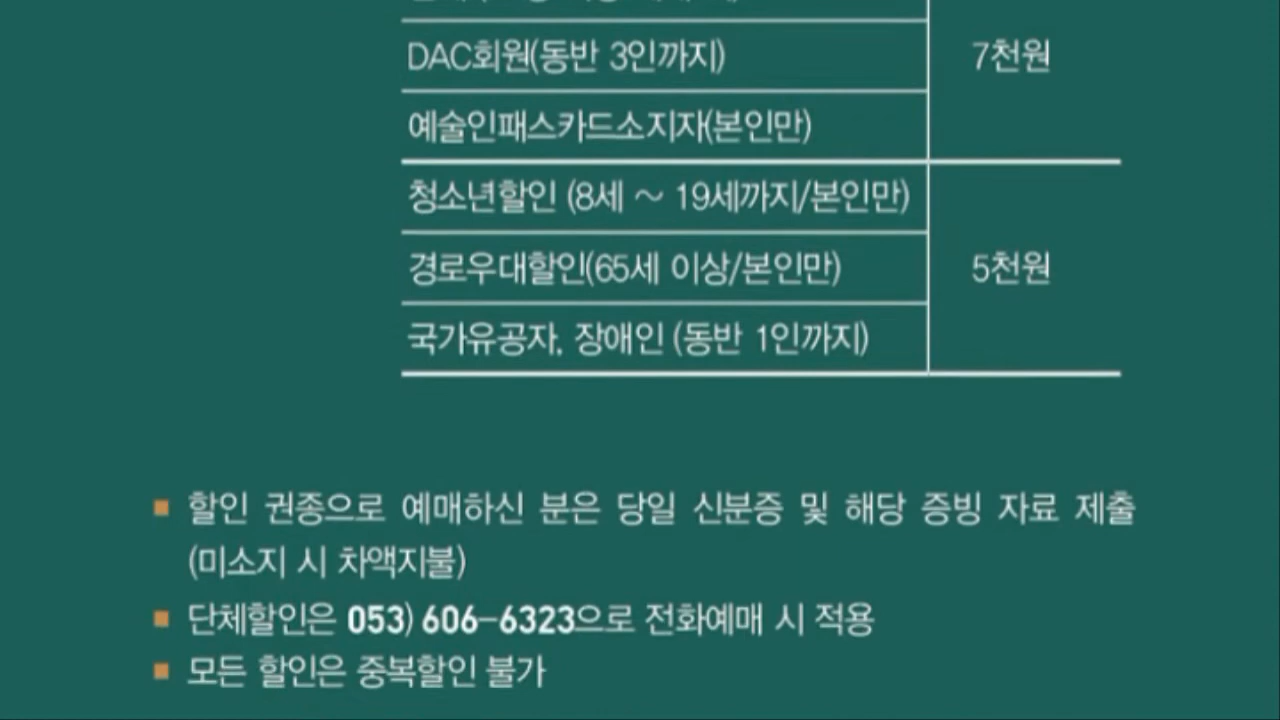 DAC회원(동반 3인까지)
7천원
예술인패스카드소지자(본인만)
청소년할인 (8세 ~ 19세까지/본인만)
경로우대할인(65세 이상/본인만)
5천원
국가유공자, 장애인 (동반 1인까지)
할인 권종으로 예매하신 분은 당일 신분증 및 해당 증빙 자료 제출
(미소지 시 차액지불)
단체할인은 053) 606-6323으로 전화예매 시 적용
모든 할인은 중복할인 불가